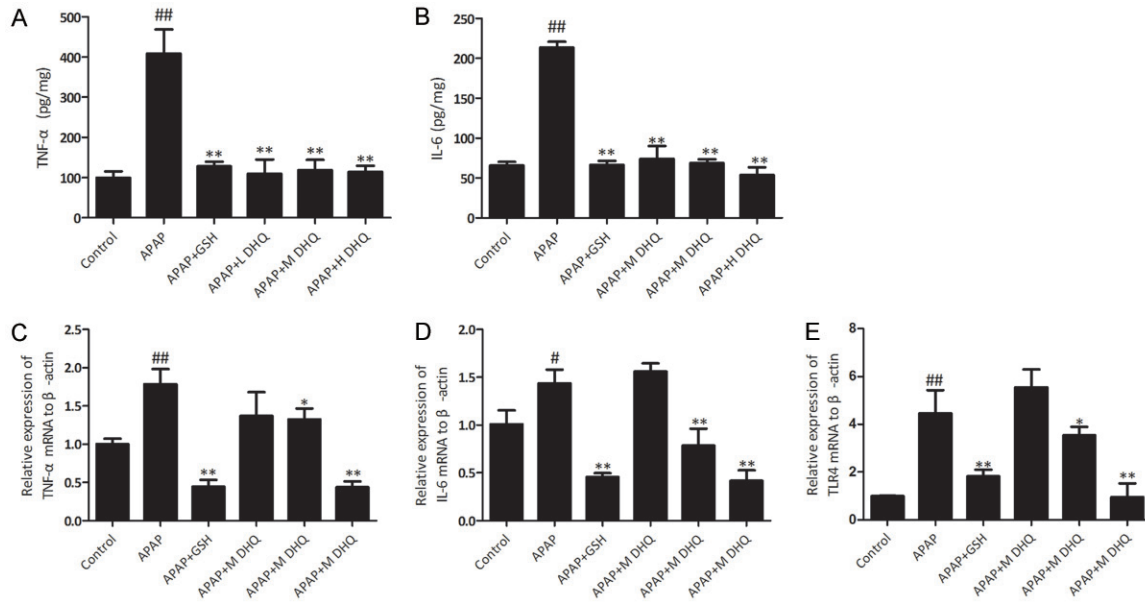 A
TNF-α (pg/mg)
500
400
300
200
100
0
##
**
**
**
**
Control
APAP
APAP+GSH
APAP+L DHQ
APAP+M DHQ
APAP+H DHQ
B
IL-6 (pg/mg)
250
200
150
100
50
0
##
**
**
**
**
Control
APAP
APAP+GSH
APAP+M DHQ
APAP+M DHQ
APAP+H DHQ
C
Relative expression of
TNF-α mRNA to β -actin
2.5
2.0
1.5
1.0
0.5
0.0
##
**
*
**
Control
APAP
APAP+GSH
APAP+M DHQ
APAP+M DHQ
APAP+M DHQ
D
Relative expression of
IL-6 mRNA to β -actin
2.0
1.5
1.0
0.5
0.0
#
**
**
**
Control
APAP
APAP+GSH
APAP+M DHQ
APAP+M DHQ
APAP+M DHQ
E
Relative expression of
TLR4 mRNA to β -actin
8
6
4
2
0
##
**
*
**
Control
APAP
APAP+GSH
APAP+M DHQ
APAP+M DHQ
APAP+M DHQ